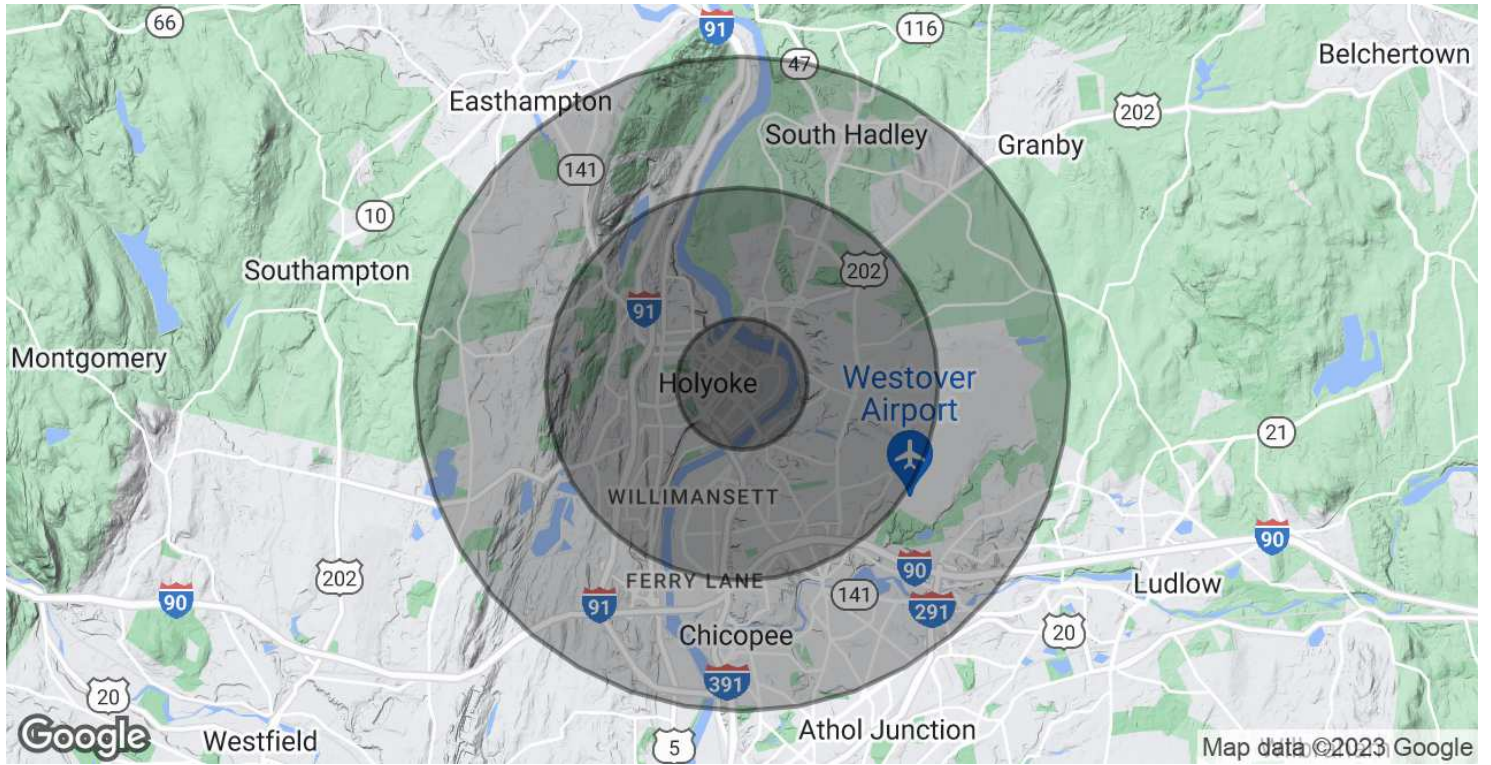 66
91
116
47
Belchertown
Easthampton
202
South Hadley
Granby
141
10
Southampton
202
91
Montgomery
Holyoke
Westover
Airport
21
WILLIMANSETT
90
90
202
FERRY LANE
Ludlow
90
91
141
291
20
Chicopee
391
20
Athol Junction
Google
Westfield
5
Map data ©2023 Google